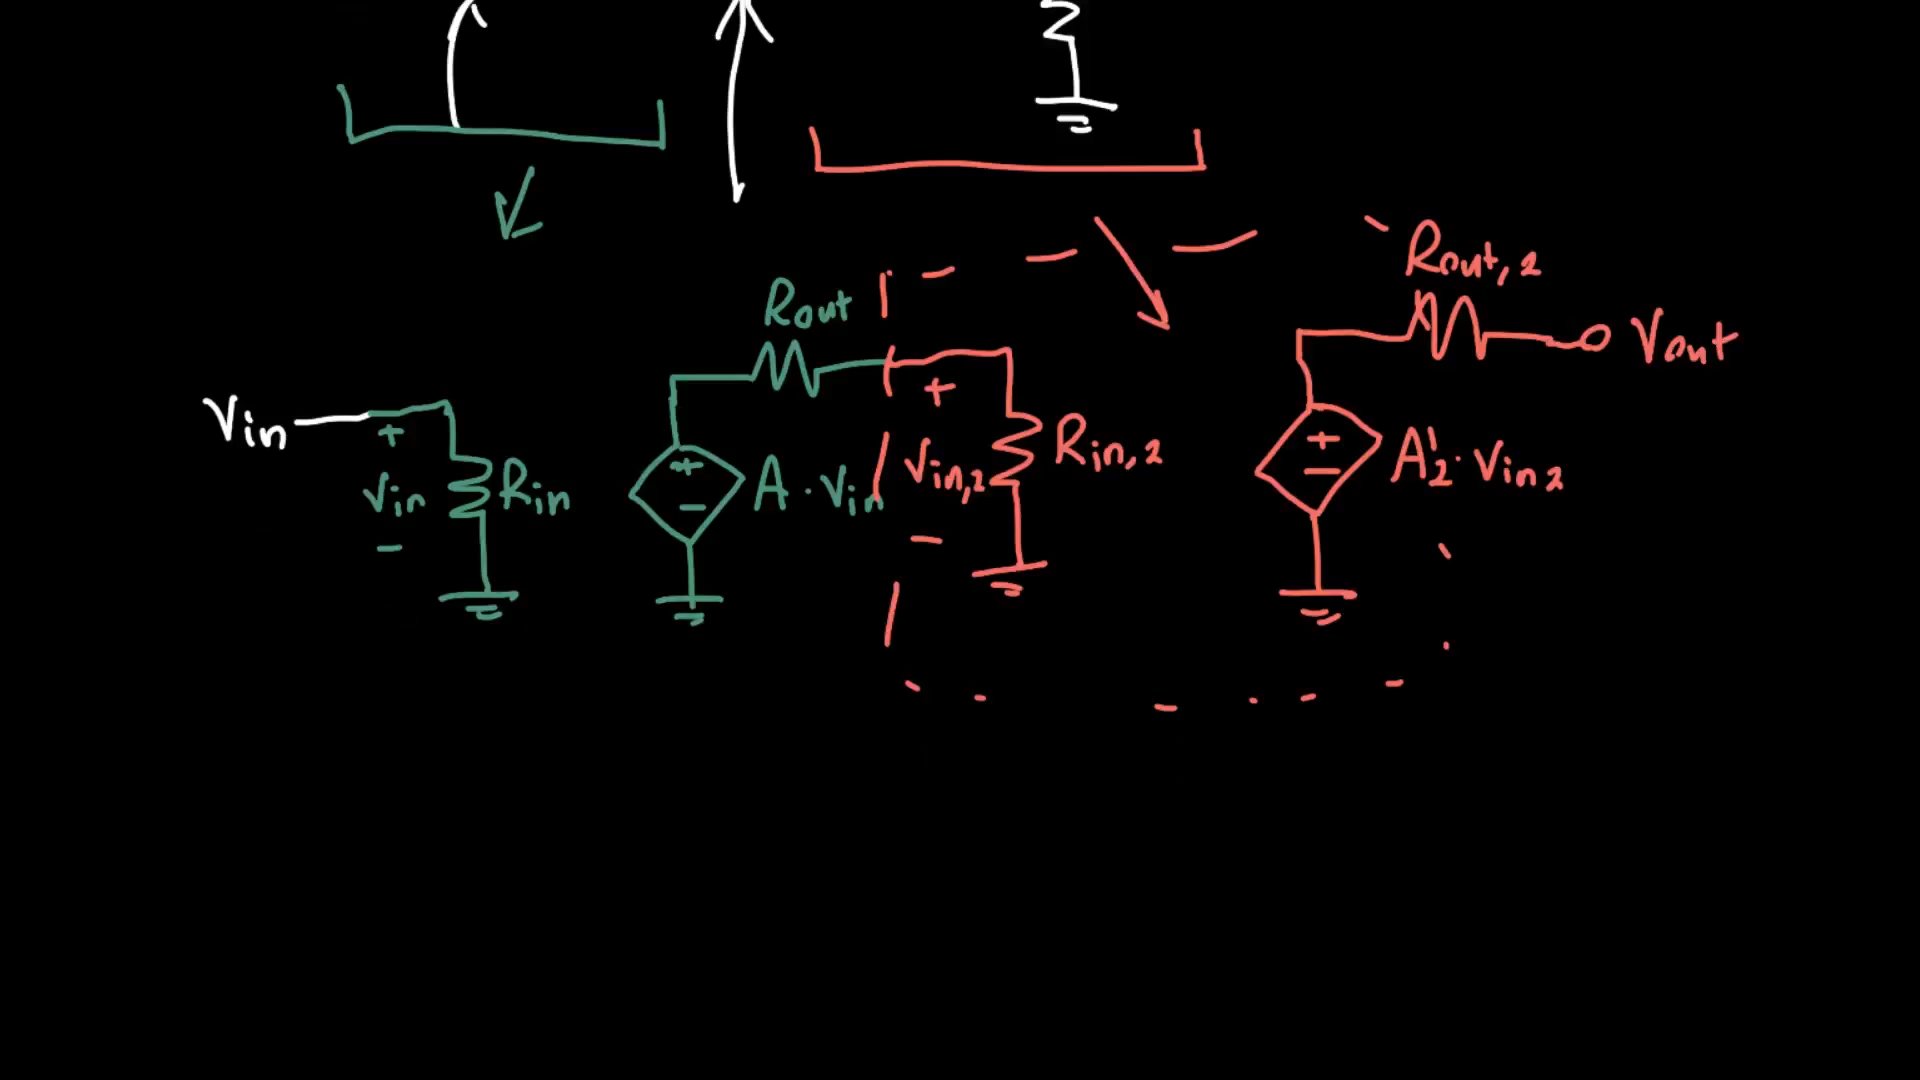 Rout,2
Rout
Vout
Vin
+
+
+
+
Vin
Rin
−
A · Vin
−
Vin,2
Rin,2
−
A'2 · Vin2
−
−